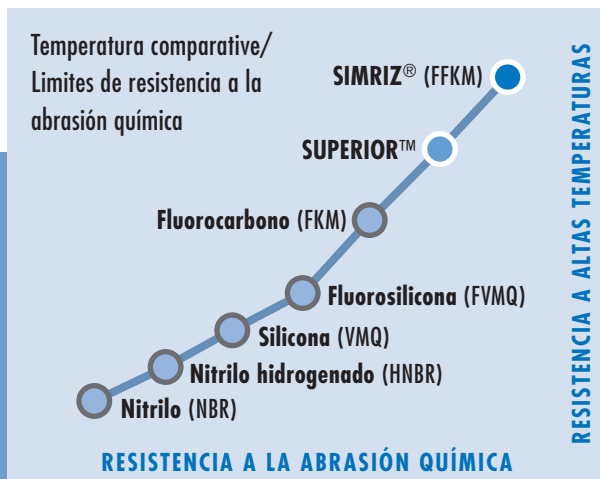 Temperatura comparative/
Limites de resistencia a la
abrasión química
SIMRIZ® (FFKM)
SUPERIOR™
Fluorocarbono (FKM)
Fluorosilicona (FVMQ)
Silicona (VMQ)
Nitrilo hidrogenado (HNBR)
Nitrilo (NBR)
RESISTENCIA A LA ABRASIÓN QUÍMICA
RESISTENCIA A ALTAS TEMPERATURAS